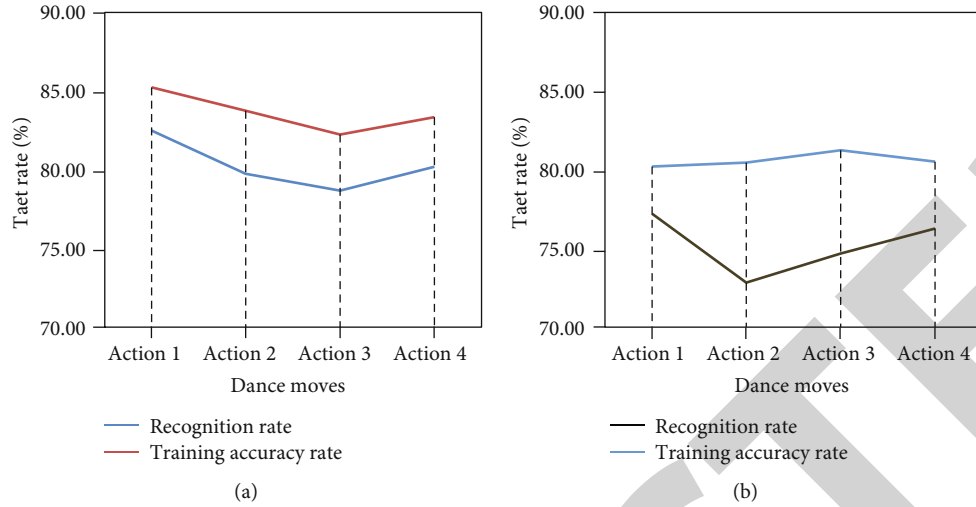 90.00
85.00
80.00
75.00
70.00
Taet rate (%)
Action 1 Action 2 Action 3 Action 4
Dance moves
Recognition rate
Training accuracy rate
(a)
90.00
85.00
80.00
75.00
70.00
Taet rate (%)
Action 1 Action 2 Action 3 Action 4
Dance moves
Recognition rate
Training accuracy rate
(b)